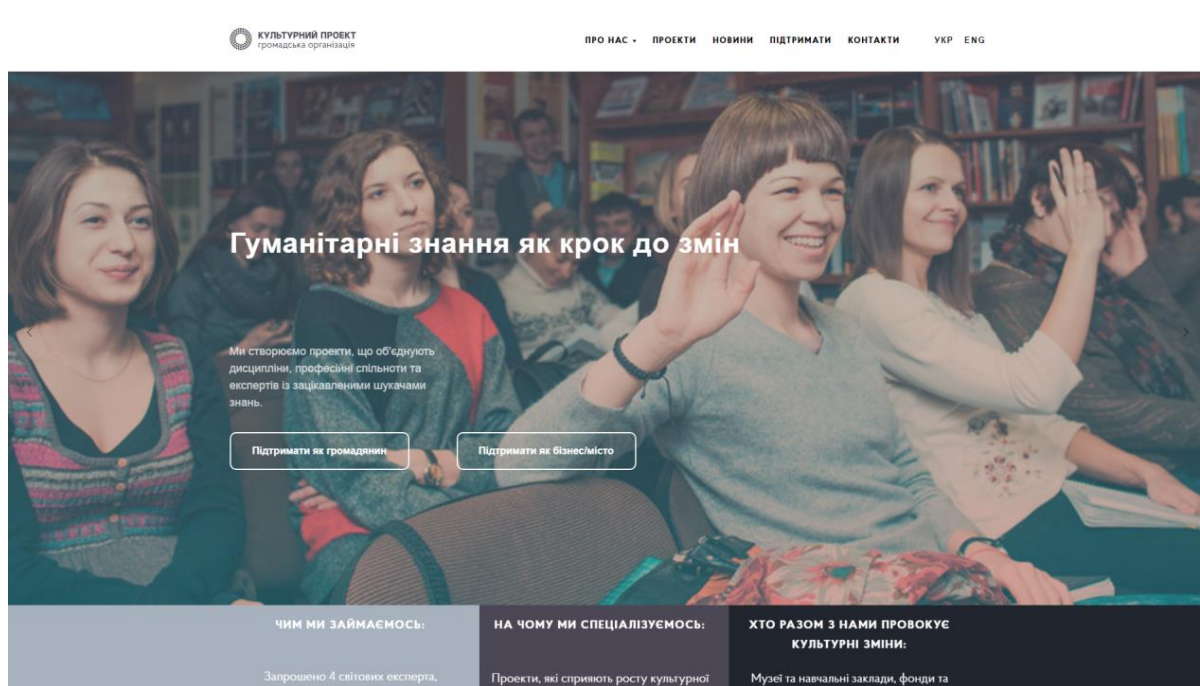 КУЛЬТУРНИЙ ПРОЕКТ
громадська організація
ПРО НАС ПРОЕКТИ НОВИНИ ПІДТРИМАТИ КОНТАКТИ УКР ENG
Гуманітарні знання як крок до змін
Ми створюємо проекти, що об'єднують
дисципліни, професійні спільноти та
експертів із зацікавленими шукачами
знань.
Підтримати як громадянин
Підтримати як бізнес/місто
ЧИМ МИ ЗАЙМАЄМОСЬ:
Запрошено 4 світових експерта,
НА ЧОМУ МИ СПЕЦІАЛІЗУЄМОСЬ:
Проекти, які сприяють росту культурної
ХТО РАЗОМ З НАМИ ПРОВОКУЄ
КУЛЬТУРНІ ЗМІНИ:
Музеї та навчальні заклади, фонди та